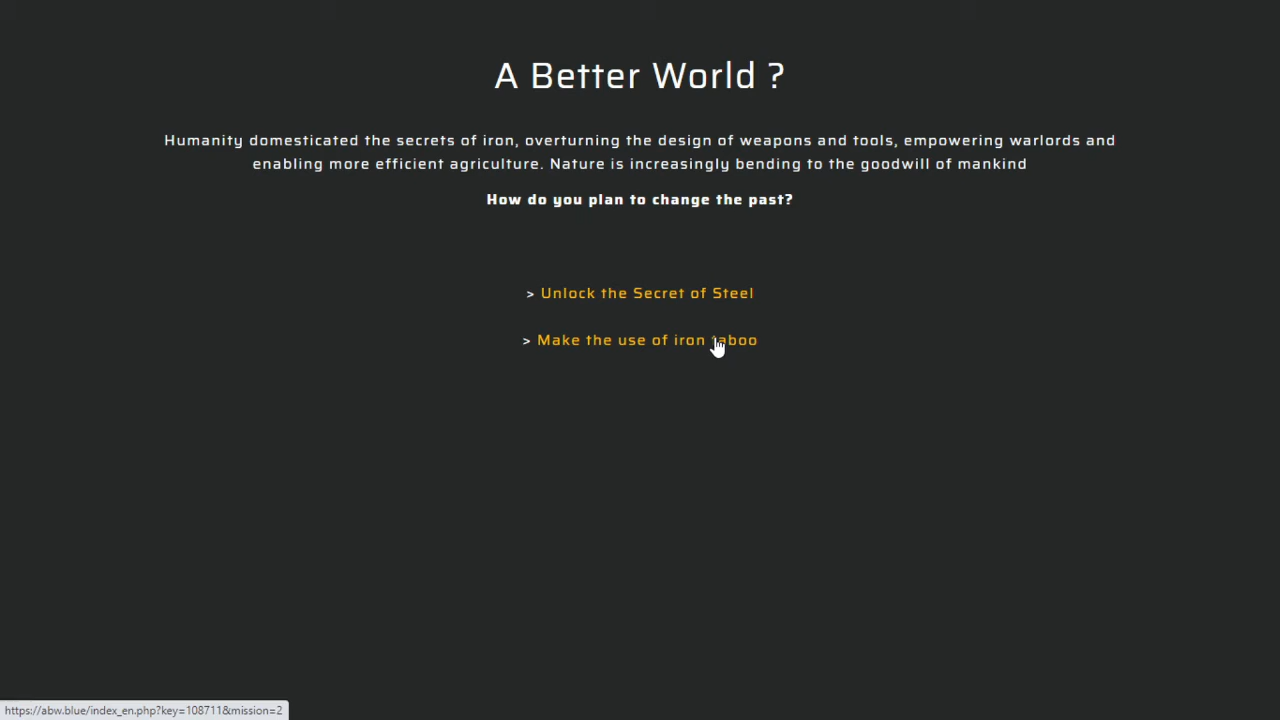 A Better World ?
Humanity domesticated the secrets of iron, overturning the design of weapons and tools, empowering warlords and
enabling more efficient agriculture. Nature is increasingly bending to the goodwill of mankind
How do you plan to change the past?
> Unlock the Secret of Steel
> Make the use of iron taboo
https://abw.blue/index_en.php?key=108711&mission=2